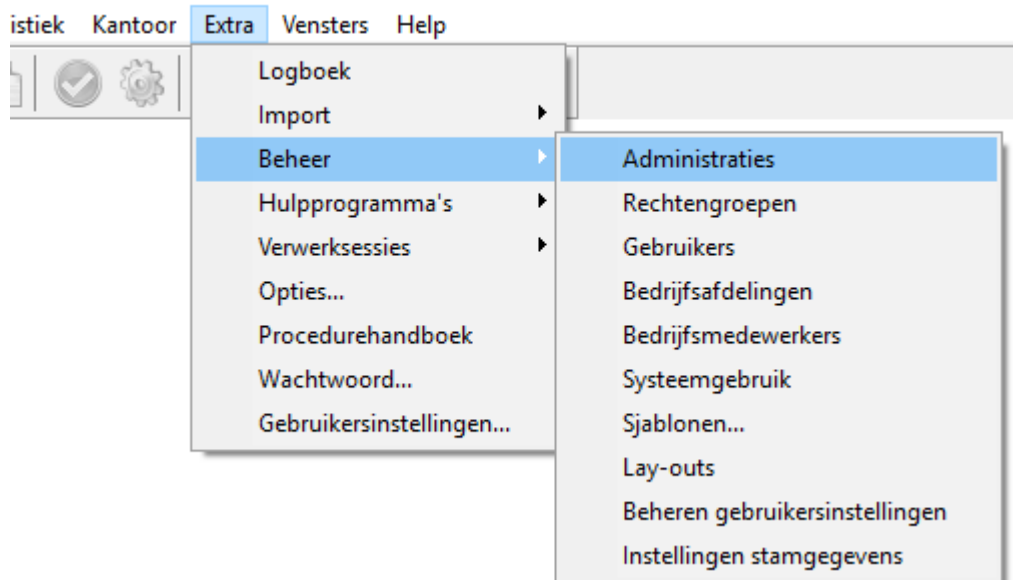 istiek Kantoor Extra Vensters Help
Logboek
Import
Beheer
Hulpprogramma's
Verwerksessies
Opties...
Procedurehandboek
Wachtwoord...
Gebruikersinstellingen...
Administraties
Rechtengroepen
Gebruikers
Bedrijfsafdelingen
Bedrijfsmedewerkers
Systeemgebruik
Sjablonen...
Lay-outs
Beheren gebruikersinstellingen
Instellingen stamgegevens